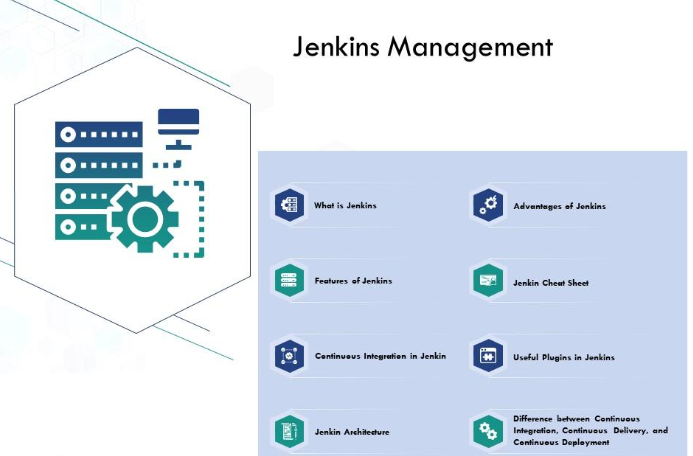 Jenkins Management
What is Jenkins
Advantages of Jenkins
Features of Jenkins
Jenkin Cheat Sheet
Continuous Integration in Jenkin
Useful Plugins in Jenkins
Jenkin Architecture
Difference between Continuous
Integration, Continuous Delivery, and
Continuous Deployment